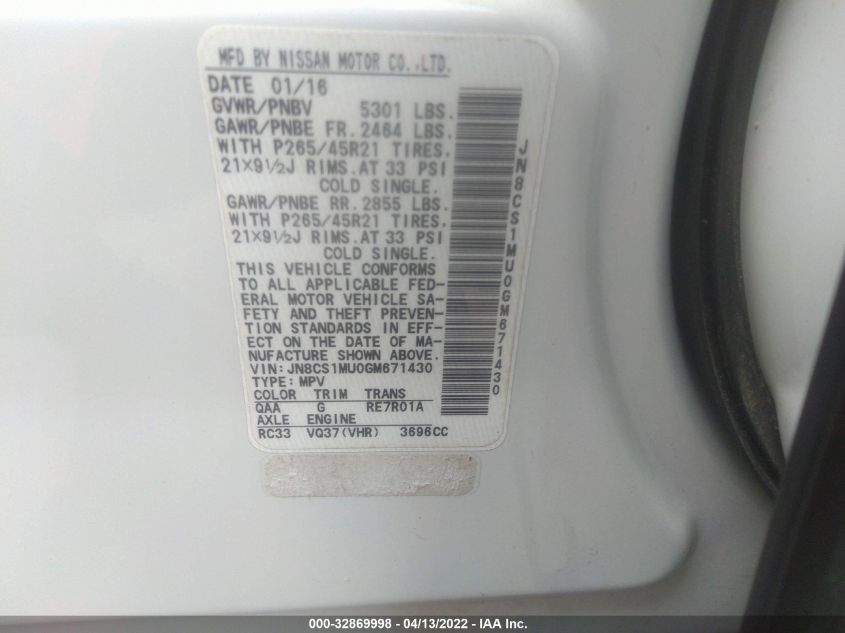 MFD BY NISSAN MOTOR CO.,LTD.
DATE 01/16
GVWR/PNBV 5301 LBS.
GAWR/PNBE FR.2464 LBS.
WITH P265/45R21 TIRES.
21×9½J RIMS.AT 33 PSI
COLD SINGLE.
GAWR/PNBE RR.2855 LBS.
WITH P265/45R21 TIRES.
21×9½J RIMS.AT 33 PSI
COLD SINGLE.
THIS VEHICLE CONFORMS
TO ALL APPLICABLE FED-
ERAL MOTOR VEHICLE SA-
FETY AND THEFT PREVEN-
TION STANDARDS IN EFF-
ECT ON THE DATE OF MA-
NUFACTURE SHOWN ABOVE.
VIN:JN8CS1MU0GM671430
TYPE:MPV
COLOR TRIM TRANS
QAA G RE7R01A
AXLE ENGINE
RC33 VQ37(VHR) 3696CC
JN8CS1MU0GM671430
000-32869998 - 04/13/2022 - IAA Inc.